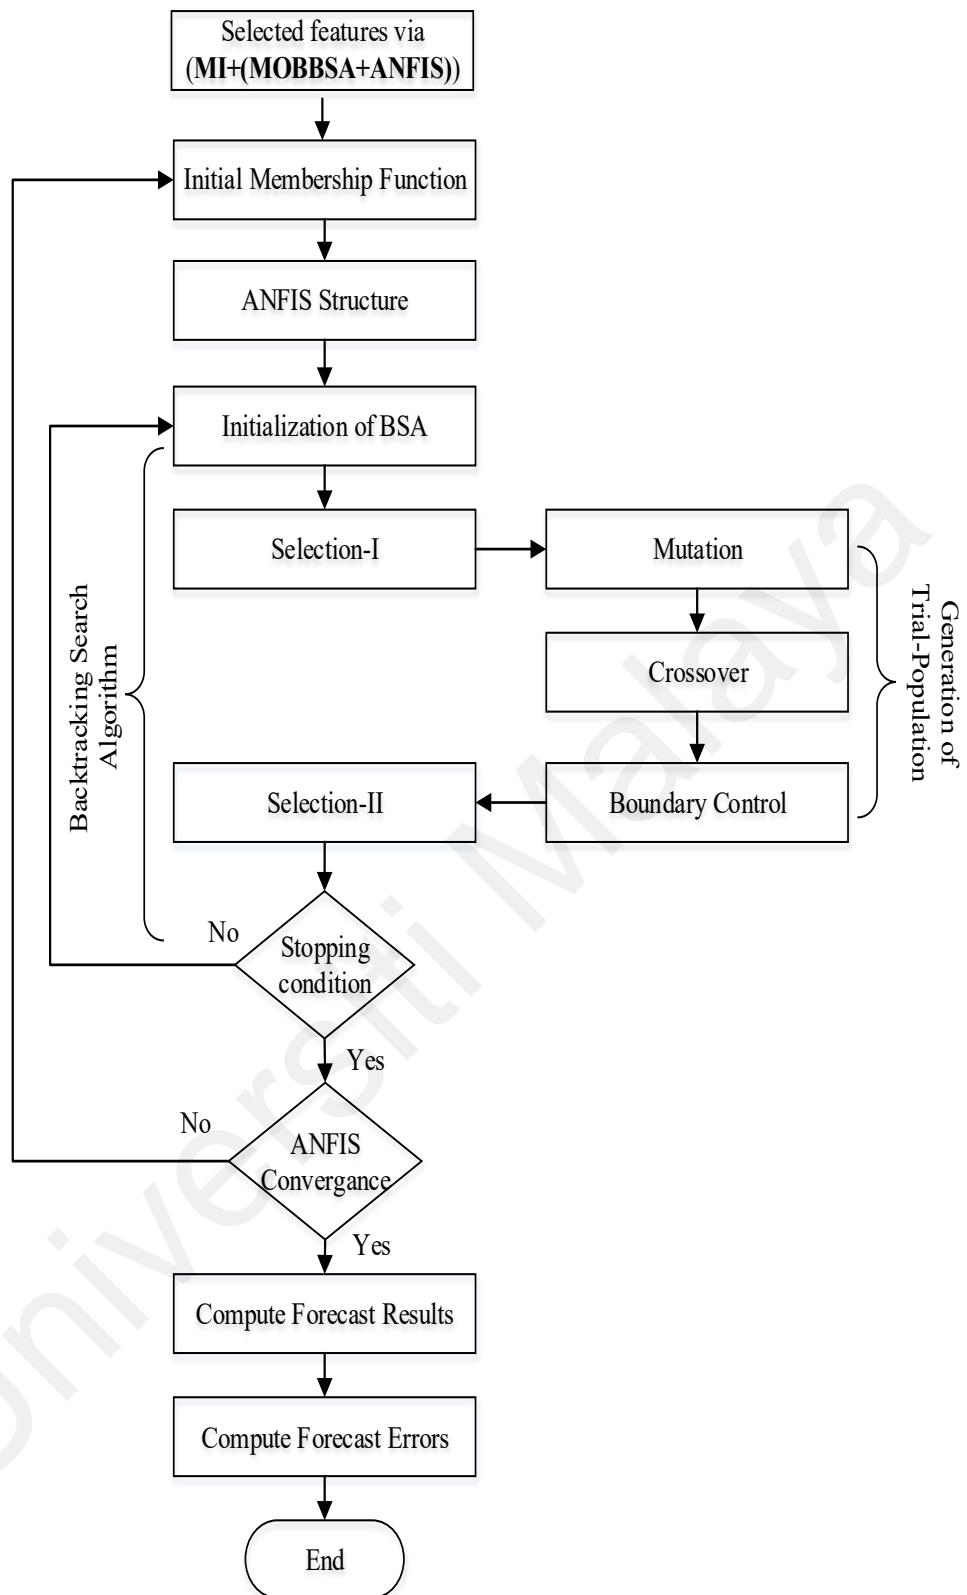 Selected features via
(MI+(MOBBSA+ANFIS))
Initial Membership Function
ANFIS Structure
Initialization of BSA
Selection-I
Mutation
Crossover
Boundary Control
Generation of
Trial-Population
Selection-II
Backtracking Search
Algorithm
Stopping
condition
No
Yes
ANFIS
Convergance
No
Yes
Compute Forecast Results
Compute Forecast Errors
End
Universiti Malaya